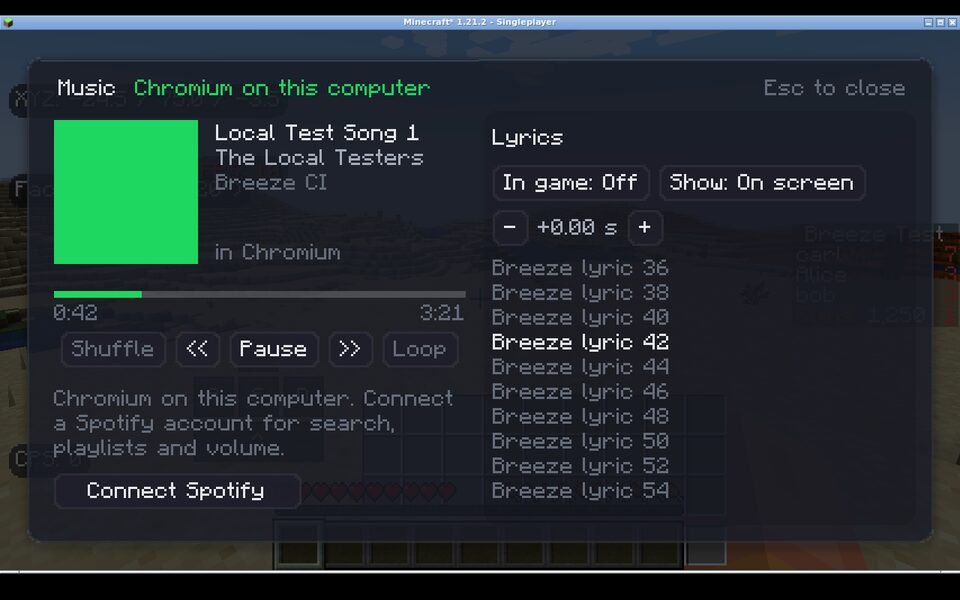 Minecraft* 1.21.2 - Singleplayer
Music Chromium on this computer
Esc to close
Local Test Song 1
The Local Testers
Breeze CI
in Chromium
0:42
3:21
Shuffle << Pause >> Loop
Chromium on this computer. Connect
a Spotify account for search,
playlists and volume.
Connect Spotify
Lyrics
In game: Off Show: On screen
- +0.00 s +
Breeze lyric 36
Breeze lyric 38
Breeze lyric 40
Breeze lyric 42
Breeze lyric 44
Breeze lyric 46
Breeze lyric 48
Breeze lyric 50
Breeze lyric 52
Breeze lyric 54
Breeze Test
carl
Alice
bob
1,250